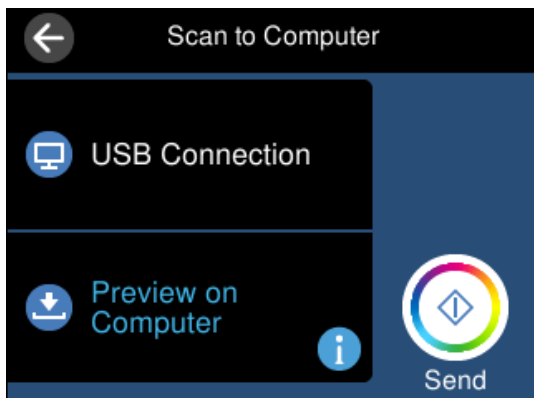 Scan to Computer
USB Connection
Preview on
Computer
i
Send